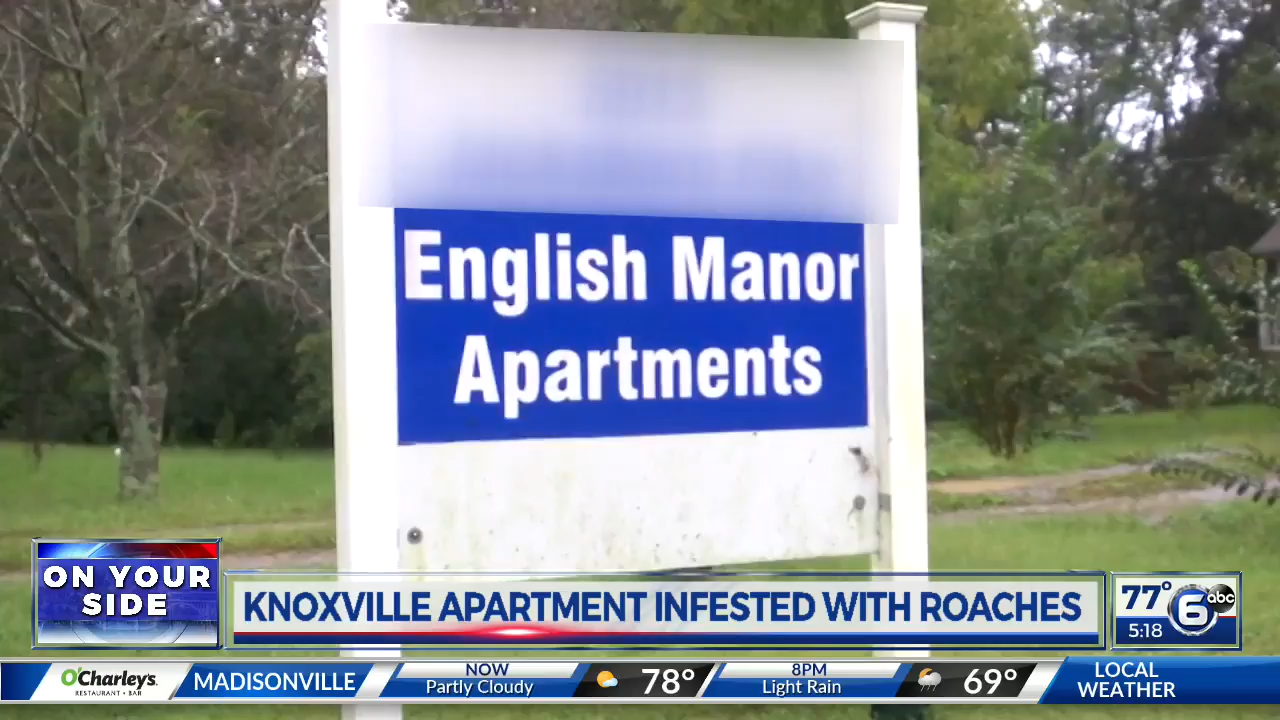 English Manor
Apartments
ON YOUR
SIDE
KNOXVILLE APARTMENT INFESTED WITH ROACHES
77°
6
abc
5:18
O'Charley's
RESTAURANT + BAR
MADISONVILLE
NOW
Partly Cloudy
78°
8PM
Light Rain
69°
LOCAL
WEATHER